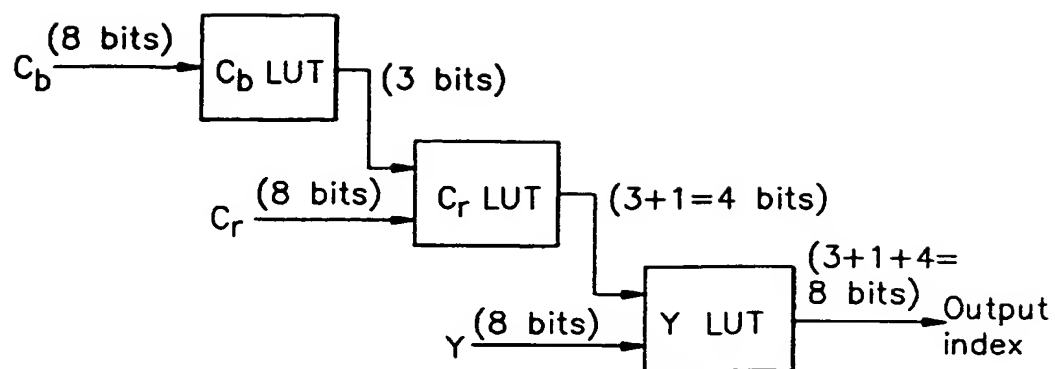 (8 bits)
Cb
Cb LUT
(3 bits)
(8 bits)
Cr
Cr LUT
(3+1=4 bits)
(3+1+4=
8 bits)
(8 bits)
Y
Y LUT
Output
index